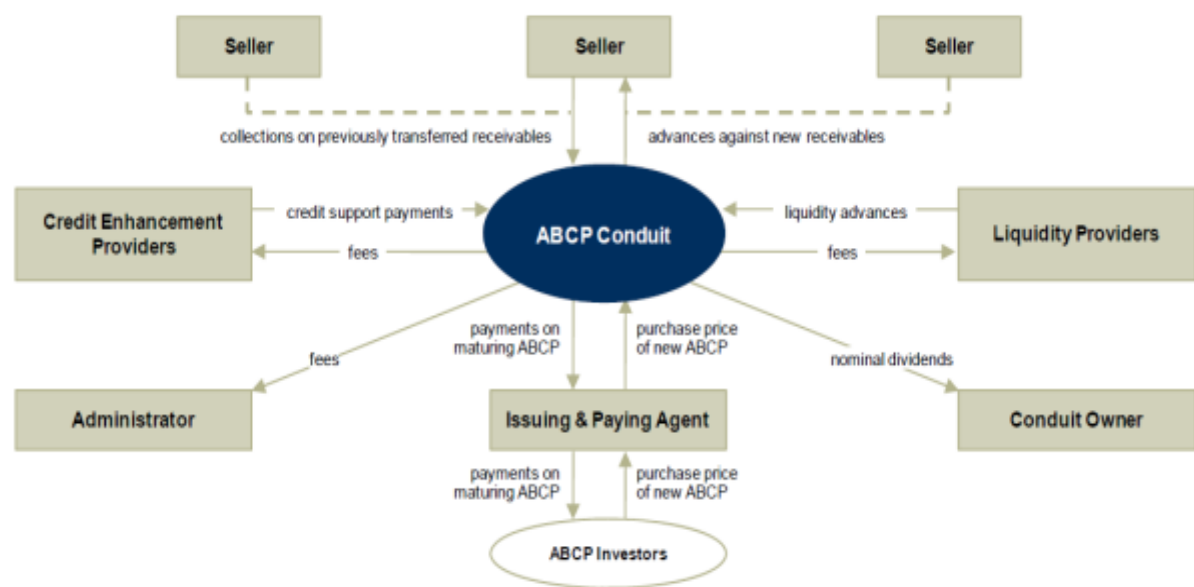 Seller
Seller
Seller
collections on previously transferred receivables
advances against new receivables
Credit Enhancement
Providers
credit support payments
fees
ABCP Conduit
liquidity advances
fees
Liquidity Providers
payments on
maturing ABCP
purchase price
of new ABCP
fees
nominal dividends
Administrator
Issuing & Paying Agent
Conduit Owner
payments on
maturing ABCP
purchase price
of new ABCP
ABCP Investors